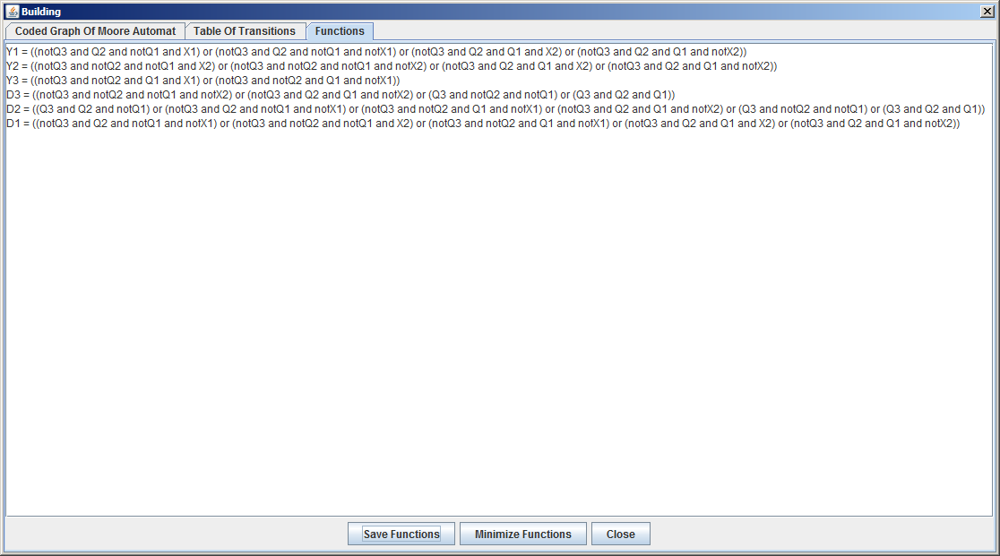 Building
Coded Graph Of Moore Automat
Table Of Transitions
Functions
Y1 = ((notQ3 and Q2 and notQ1 and X1) or (notQ3 and Q2 and notQ1 and notX1) or (notQ3 and Q2 and Q1 and X2) or (notQ3 and Q2 and Q1 and notX2))
Y2 = ((notQ3 and notQ2 and notQ1 and X2) or (notQ3 and notQ2 and notQ1 and notX2) or (notQ3 and Q2 and Q1 and X2) or (notQ3 and Q2 and Q1 and notX2))
Y3 = ((notQ3 and notQ2 and Q1 and X1) or (notQ3 and notQ2 and Q1 and notX1))
D3 = ((notQ3 and notQ2 and notQ1 and notX2) or (notQ3 and Q2 and Q1 and notX2) or (Q3 and notQ2 and notQ1) or (Q3 and Q2 and Q1))
D2 = ((Q3 and Q2 and notQ1) or (notQ3 and Q2 and notQ1 and notX1) or (notQ3 and notQ2 and Q1 and notX1) or (notQ3 and Q2 and Q1 and notX2) or (Q3 and notQ2 and notQ1) or (Q3 and Q2 and Q1))
D1 = ((notQ3 and Q2 and notQ1 and notX1) or (notQ3 and notQ2 and notQ1 and X2) or (notQ3 and notQ2 and Q1 and notX1) or (notQ3 and Q2 and Q1 and X2) or (notQ3 and Q2 and Q1 and notX2))
Save Functions
Minimize Functions
Close